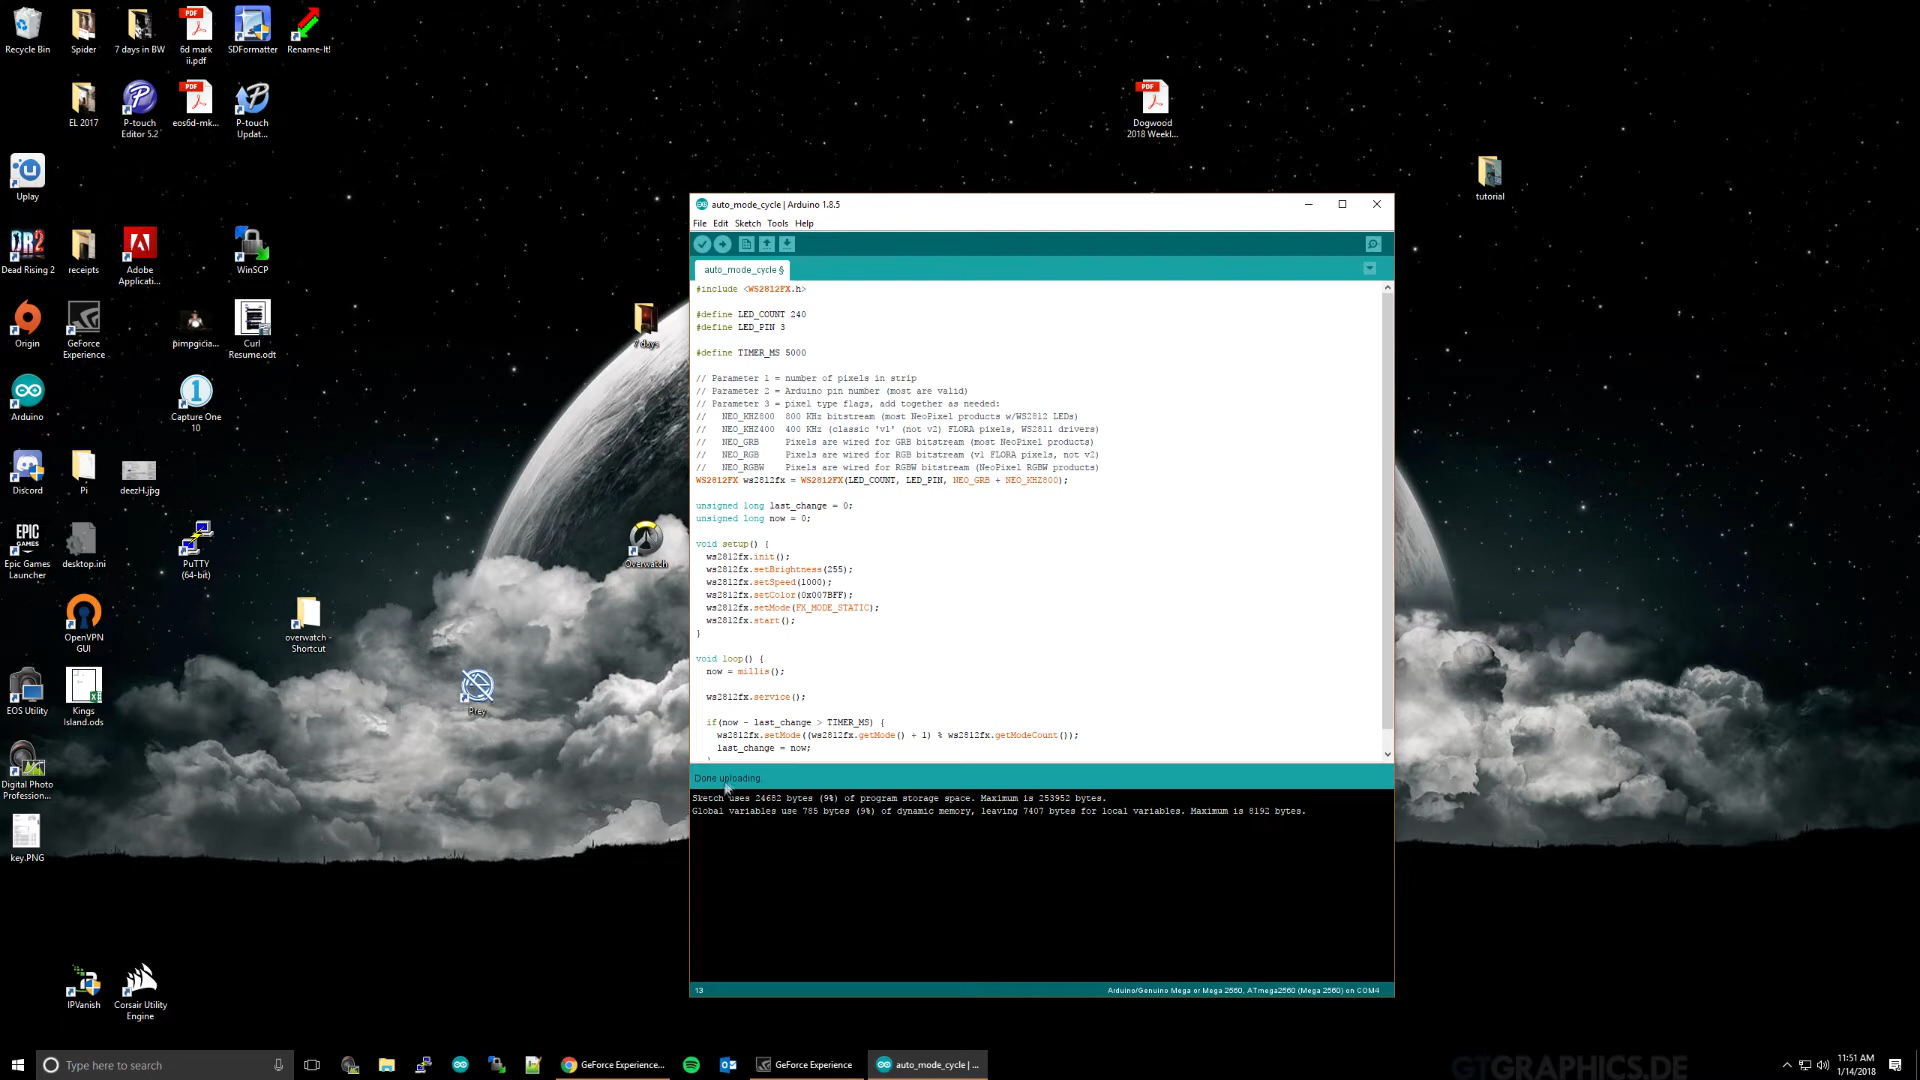 Recycle Bin
Spider
7 days in BW
6d mark
ii.pdf
SDFormatter
Rename-It!
EL 2017
P-touch
Editor 5.2
eos6d-mk...
P-touch
Updat...
Dogwood
2018 Weekl...
Uplay
tutorial
Dead Rising 2
receipts
Adobe
Applicati...
WinSCP
Origin
GeForce
Experience
pimpgician...
Curl
Resume.odt
7 days
Arduino
Capture One
10
Discord
Pi
deezH.jpg
Epic Games
Launcher
desktop.ini
PuTTY
(64-bit)
Overwatch
OpenVPN
GUI
overwatch -
Shortcut
EOS Utility
Kings
Island.ods
Prey
Digital Photo
Profession...
key.PNG
IPVanish
Corsair Utility
Engine
auto_mode_cycle | Arduino 1.8.5
File Edit Sketch Tools Help
auto_mode_cycle §
#include <WS2812FX.h>
#define LED_COUNT 240
#define LED_PIN 3
#define TIMER_MS 5000
// Parameter 1 = number of pixels in strip
// Parameter 2 = Arduino pin number (most are valid)
// Parameter 3 = pixel type flags, add together as needed:
//   NEO_KHZ800  800 KHz bitstream (most NeoPixel products w/WS2812 LEDs)
//   NEO_KHZ400  400 KHz (classic 'v1' (not v2) FLORA pixels, WS2811 drivers)
//   NEO_GRB     Pixels are wired for GRB bitstream (most NeoPixel products)
//   NEO_RGB     Pixels are wired for RGB bitstream (v1 FLORA pixels, not v2)
//   NEO_RGBW    Pixels are wired for RGBW bitstream (NeoPixel RGBW products)
WS2812FX ws2812fx = WS2812FX(LED_COUNT, LED_PIN, NEO_GRB + NEO_KHZ800);
unsigned long last_change = 0;
unsigned long now = 0;
void setup() {
  ws2812fx.init();
  ws2812fx.setBrightness(255);
  ws2812fx.setSpeed(1000);
  ws2812fx.setColor(0x007BFF);
  ws2812fx.setMode(FX_MODE_STATIC);
  ws2812fx.start();
}
void loop() {
  now = millis();
  ws2812fx.service();
  if(now - last_change > TIMER_MS) {
    ws2812fx.setMode((ws2812fx.getMode() + 1) % ws2812fx.getModeCount());
    last_change = now;
Done uploading.
Sketch uses 24682 bytes (9%) of program storage space. Maximum is 253952 bytes.
Global variables use 785 bytes (9%) of dynamic memory, leaving 7407 bytes for local variables. Maximum is 8192 bytes.
13
Arduino/Genuino Mega or Mega 2560, ATmega2560 (Mega 2560) on COM4
GTGRAPHICS.DE
Type here to search
GeForce Experience...
GeForce Experience
auto_mode_cycle | ...
11:51 AM
1/14/2018